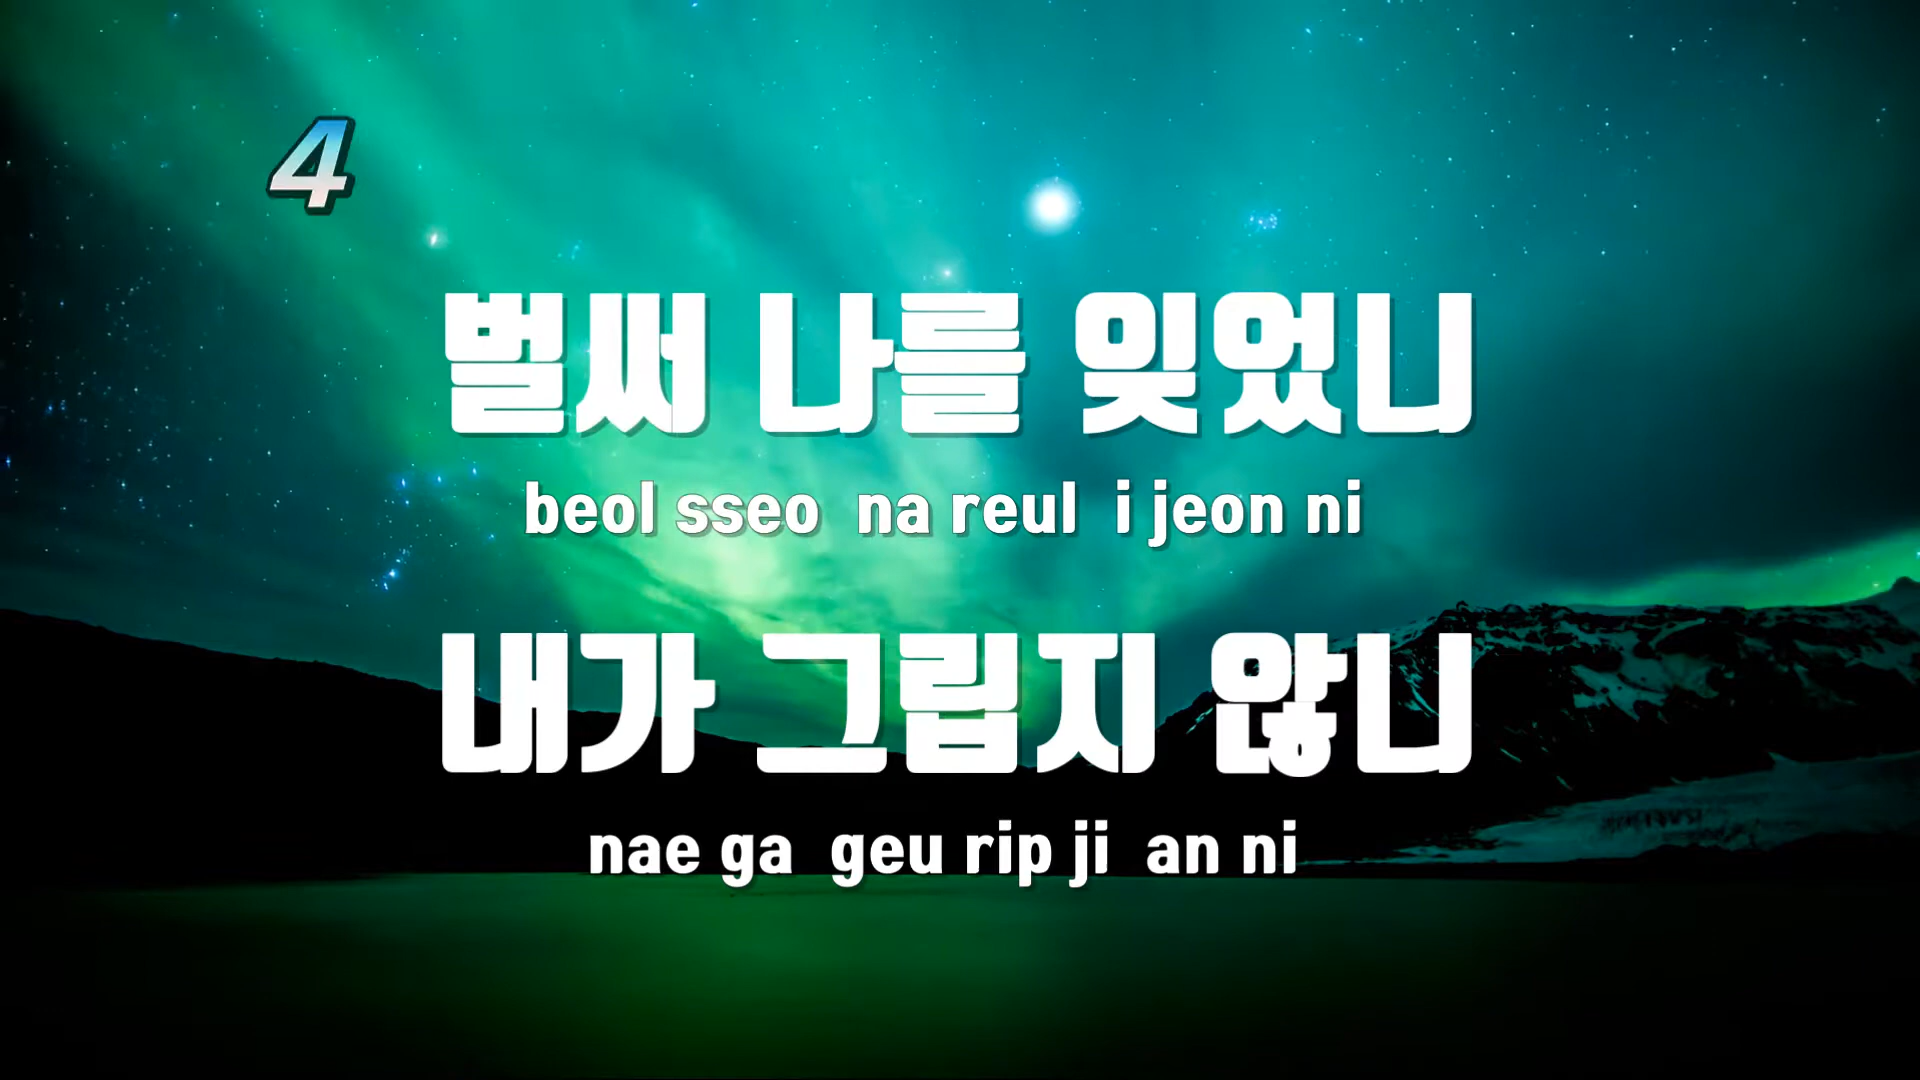 4
벌써 나를 잊었니
beol sseo na reul i jeon ni
내가 그립지 않니
nae ga geu rip ji an ni